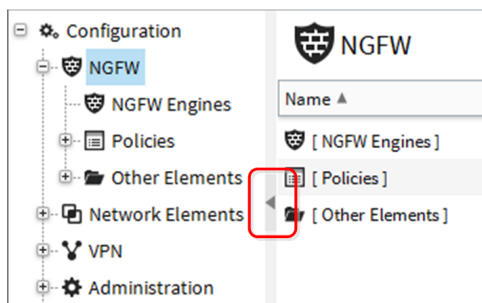 Configuration
NGFW
NGFW Engines
Policies
Other Elements
Network Elements
VPN
Administration
NGFW
Name
[ NGFW Engines ]
[ Policies ]
[ Other Elements ]